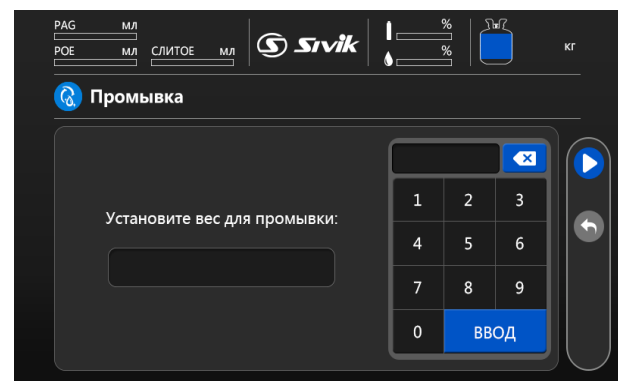 PAG мл
POE мл СЛИТОЕ мл
Sivik
%
%
кг
Промывка
Установите вес для промывки:
1 2 3
4 5 6
7 8 9
0 ВВОД